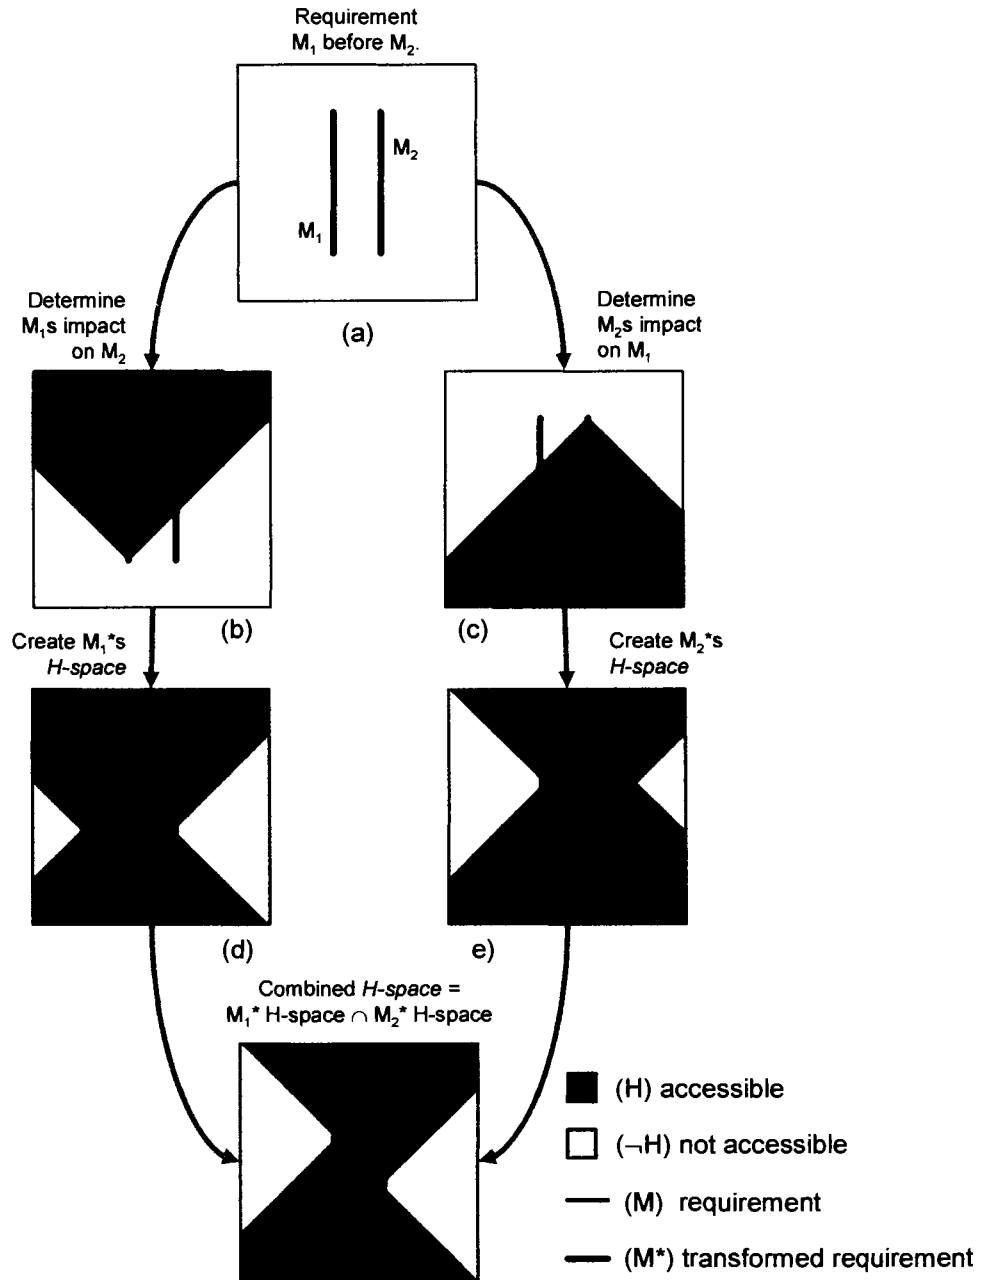 Requirement
M₁ before M₂.
M₂
M₁
Determine
M₁s impact
on M₂
(a)
Determine
M₂s impact
on M₁
(b)
(c)
Create M₁*s
H-space
Create M₂*s
H-space
(d)
e)
Combined H-space =
M₁* H-space ∩ M₂* H-space
(H) accessible
(¬H) not accessible
(M) requirement
(M*) transformed requirement